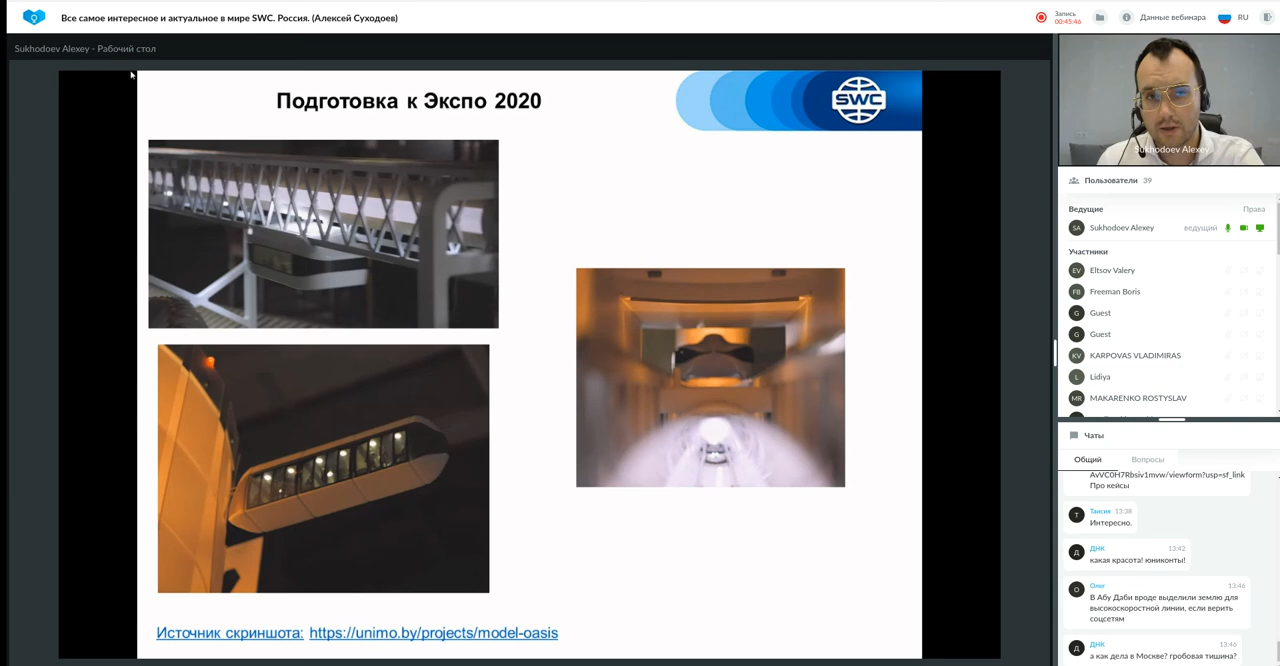 Все самое интересное и актуальное в мире SWC. Россия. (Алексей Суходоев)
Запись
00:45:46
Данные вебинара
RU
Sukhodoev Alexey - Рабочий стол
Подготовка к Экспо 2020
SWC
Источник скриншота: https://unimo.by/projects/model-oasis
Sukhodoev Alexey
Пользователи 39
Ведущие Права
SA Sukhodoev Alexey ведущий
Участники
EV Eltsov Valery
FB Freeman Boris
G Guest
G Guest
KV KARPOVAS VLADIMIRAS
L Lidiya
MR MAKARENKO ROSTYSLAV
Чаты
Общий Вопросы
AvVC0H7Rbsiv1mvw/viewform?usp=sf_link
Про кейсы
Т Таисия 13:38
Интересно.
Д ДНК 13:42
какая красота! юниконты!
О Олег 13:46
В Абу Даби вроде выделили землю для
высокоскоростной линии, если верить
соцсетям
Д ДНК 13:46
а как дела в Москве? гробовая тишина?